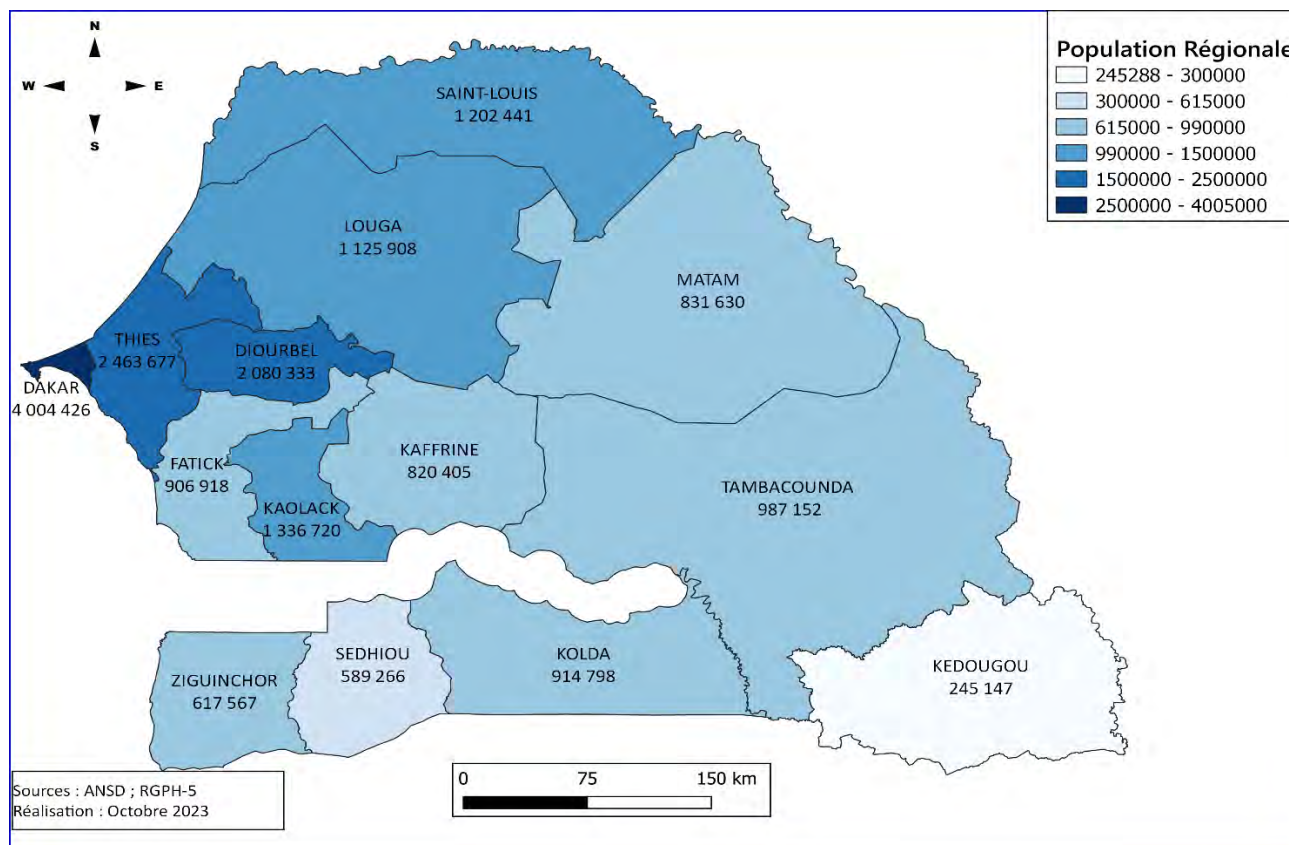 N
W
E
S
Population Régionale
245288 - 300000
300000 - 615000
615000 - 990000
990000 - 1500000
1500000 - 2500000
2500000 - 4005000
SAINT-LOUIS
1 202 441
LOUGA
1 125 908
MATAM
831 630
THIES
2 463 677
DIOURBEL
2 080 333
DAKAR
4 004 426
FATICK
906 918
KAOLACK
1 336 720
KAFFRINE
820 405
TAMBACOUNDA
987 152
ZIGUINCHOR
617 567
SEDHIOU
589 266
KOLDA
914 798
KEDOUGOU
245 147
Sources : ANSD ; RGPH-5
Réalisation : Octobre 2023
0 75 150 km